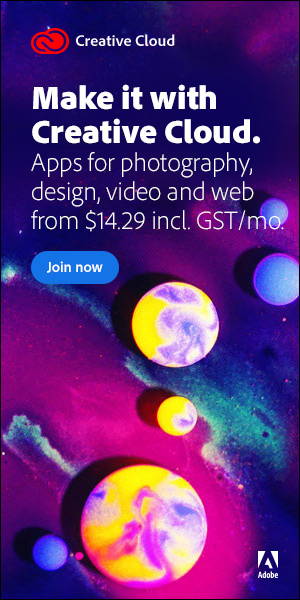 Creative Cloud
Make it with
Creative Cloud.
Apps for photography,
design, video and web
from $14.29 incl. GST/mo.
Join now
Adobe